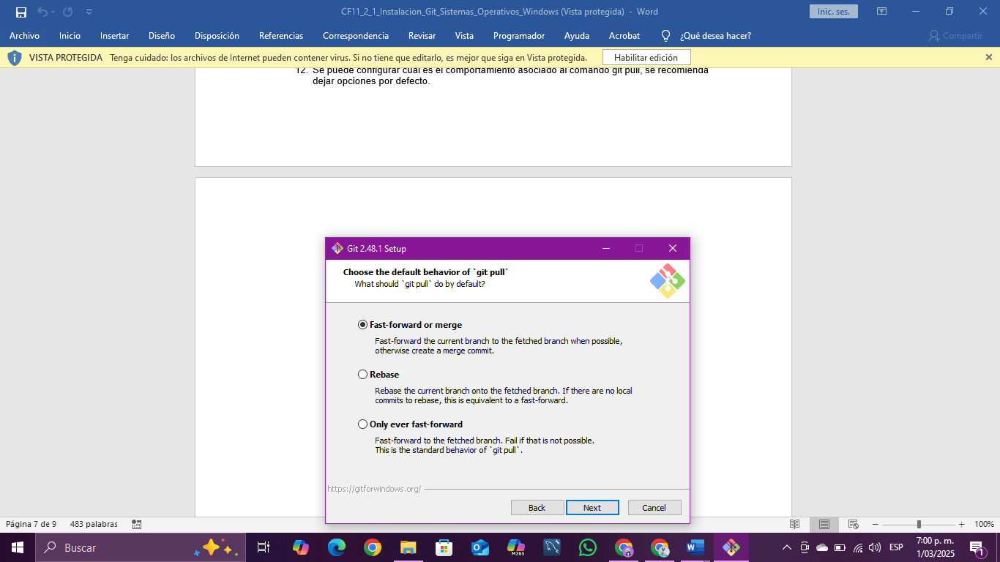 CF11_2_1_Instalacion_Git_Sistemas_Operativos_Windows (Vista protegida) - Word
Inic. ses.
Archivo Inicio Insertar Diseño Disposición Referencias Correspondencia Revisar Vista Programador Ayuda Acrobat ¿Qué desea hacer? Compartir
VISTA PROTEGIDA Tenga cuidado: los archivos de Internet pueden contener virus. Si no tiene que editarlo, es mejor que siga en Vista protegida. Habilitar edición
12. Se puede configurar cuál es el comportamiento asociado al comando git pull, se recomienda
dejar opciones por defecto.
Git 2.48.1 Setup
Choose the default behavior of `git pull`
What should `git pull` do by default?
Fast-forward or merge
Fast-forward the current branch to the fetched branch when possible,
otherwise create a merge commit.
Rebase
Rebase the current branch onto the fetched branch. If there are no local
commits to rebase, this is equivalent to a fast-forward.
Only ever fast-forward
Fast-forward to the fetched branch. Fail if that is not possible.
This is the standard behavior of `git pull`.
https://gitforwindows.org/
Back Next Cancel
Página 7 de 9 483 palabras 100%
Buscar
M365
ESP
7:00 p. m.
1/03/2025
1